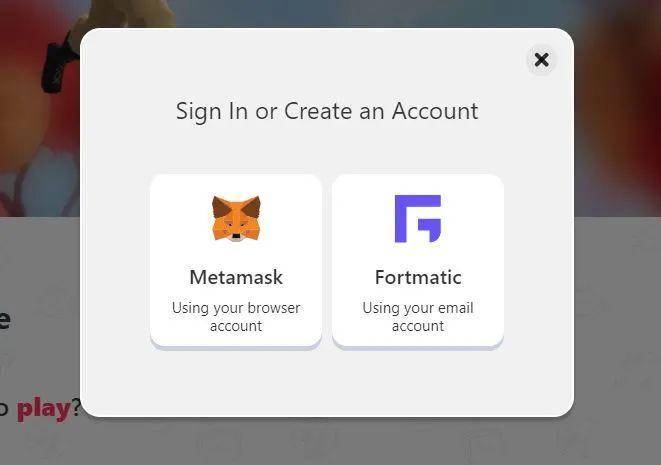 Sign In or Create an Account
Metamask
Using your browser
account
Fortmatic
Using your email
account
e
o play?